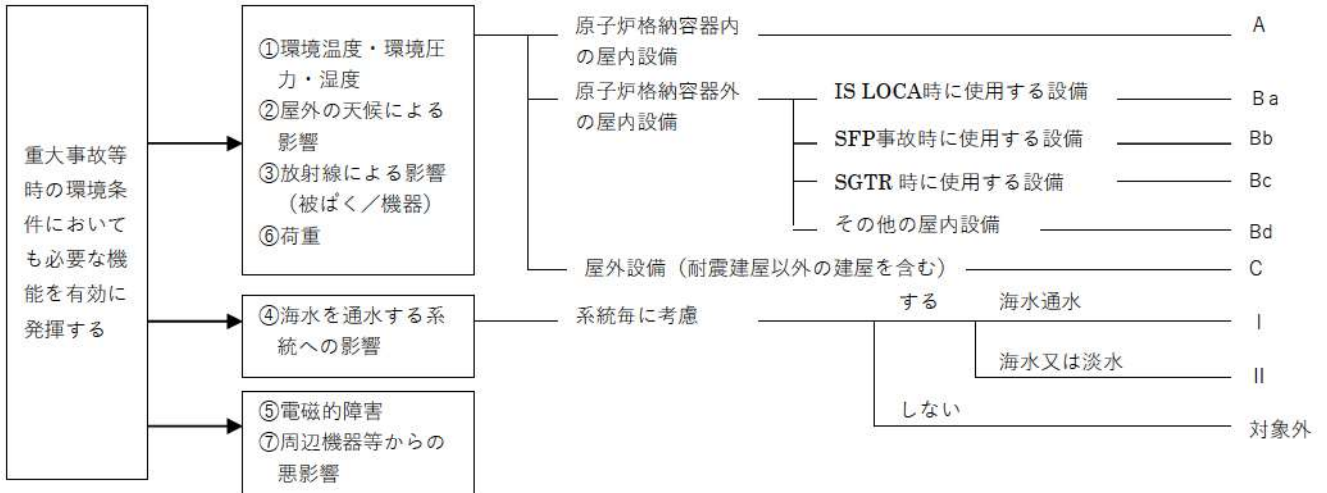 重大事故等
時の環境条
件において
も必要な機
能を有効に
発揮する
①環境温度・環境圧
力・湿度
②屋外の天候による
影響
③放射線による影響
（被ばく／機器）
⑥荷重
④海水を通水する系
統への影響
⑤電磁的障害
⑦周辺機器等からの
悪影響
原子炉格納容器内
の屋内設備
A
原子炉格納容器外
の屋内設備
IS LOCA時に使用する設備
Ba
SFP事故時に使用する設備
Bb
SGTR 時に使用する設備
Bc
その他の屋内設備
Bd
屋外設備（耐震建屋以外の建屋を含む）
C
系統毎に考慮
する
海水通水
I
海水又は淡水
II
しない
対象外